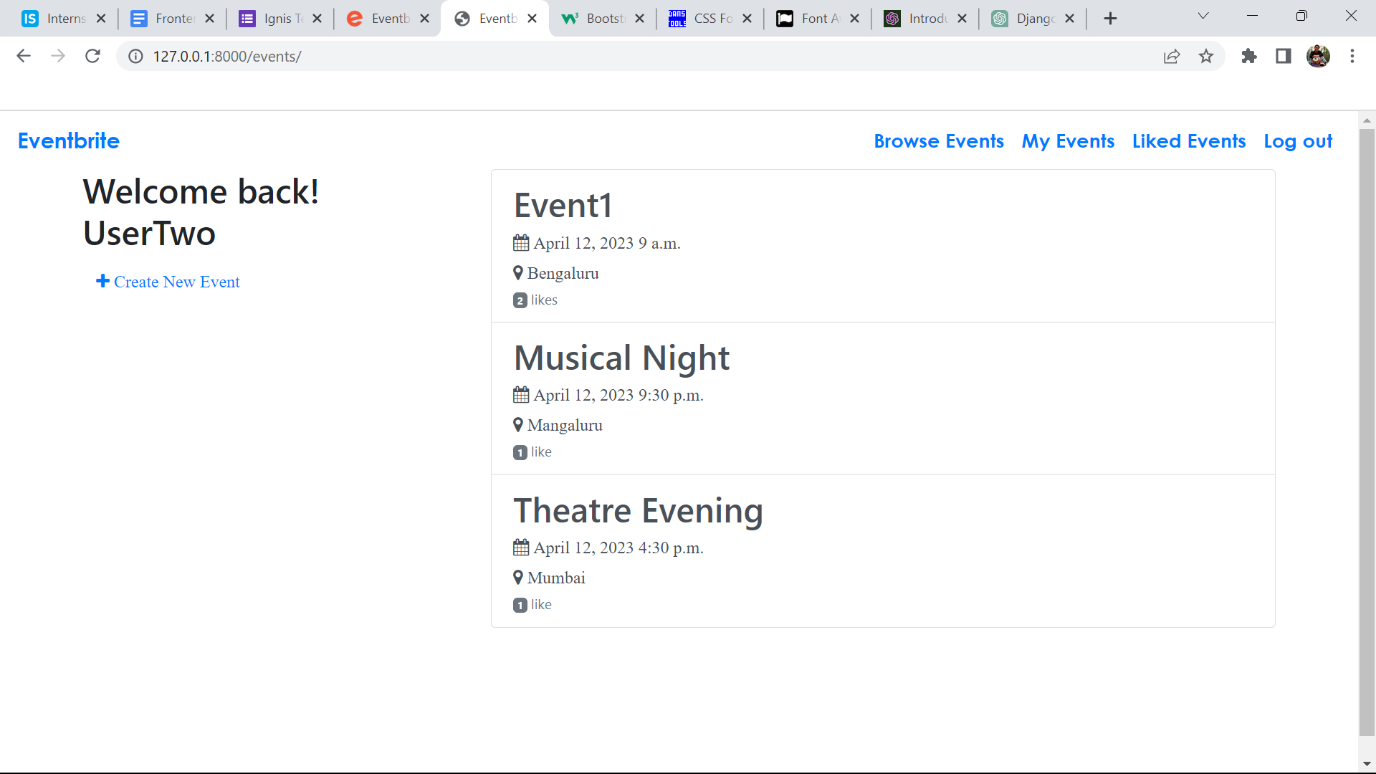 Interns
Fronte
Ignis T
Eventb
Eventb
Bootst
CSS Fo
Font A
Introdu
Django
127.0.0.1:8000/events/
Eventbrite
Browse Events
My Events
Liked Events
Log out
Welcome back!
UserTwo
Create New Event
Event1
April 12, 2023 9 a.m.
Bengaluru
2 likes
Musical Night
April 12, 2023 9:30 p.m.
Mangaluru
1 like
Theatre Evening
April 12, 2023 4:30 p.m.
Mumbai
1 like